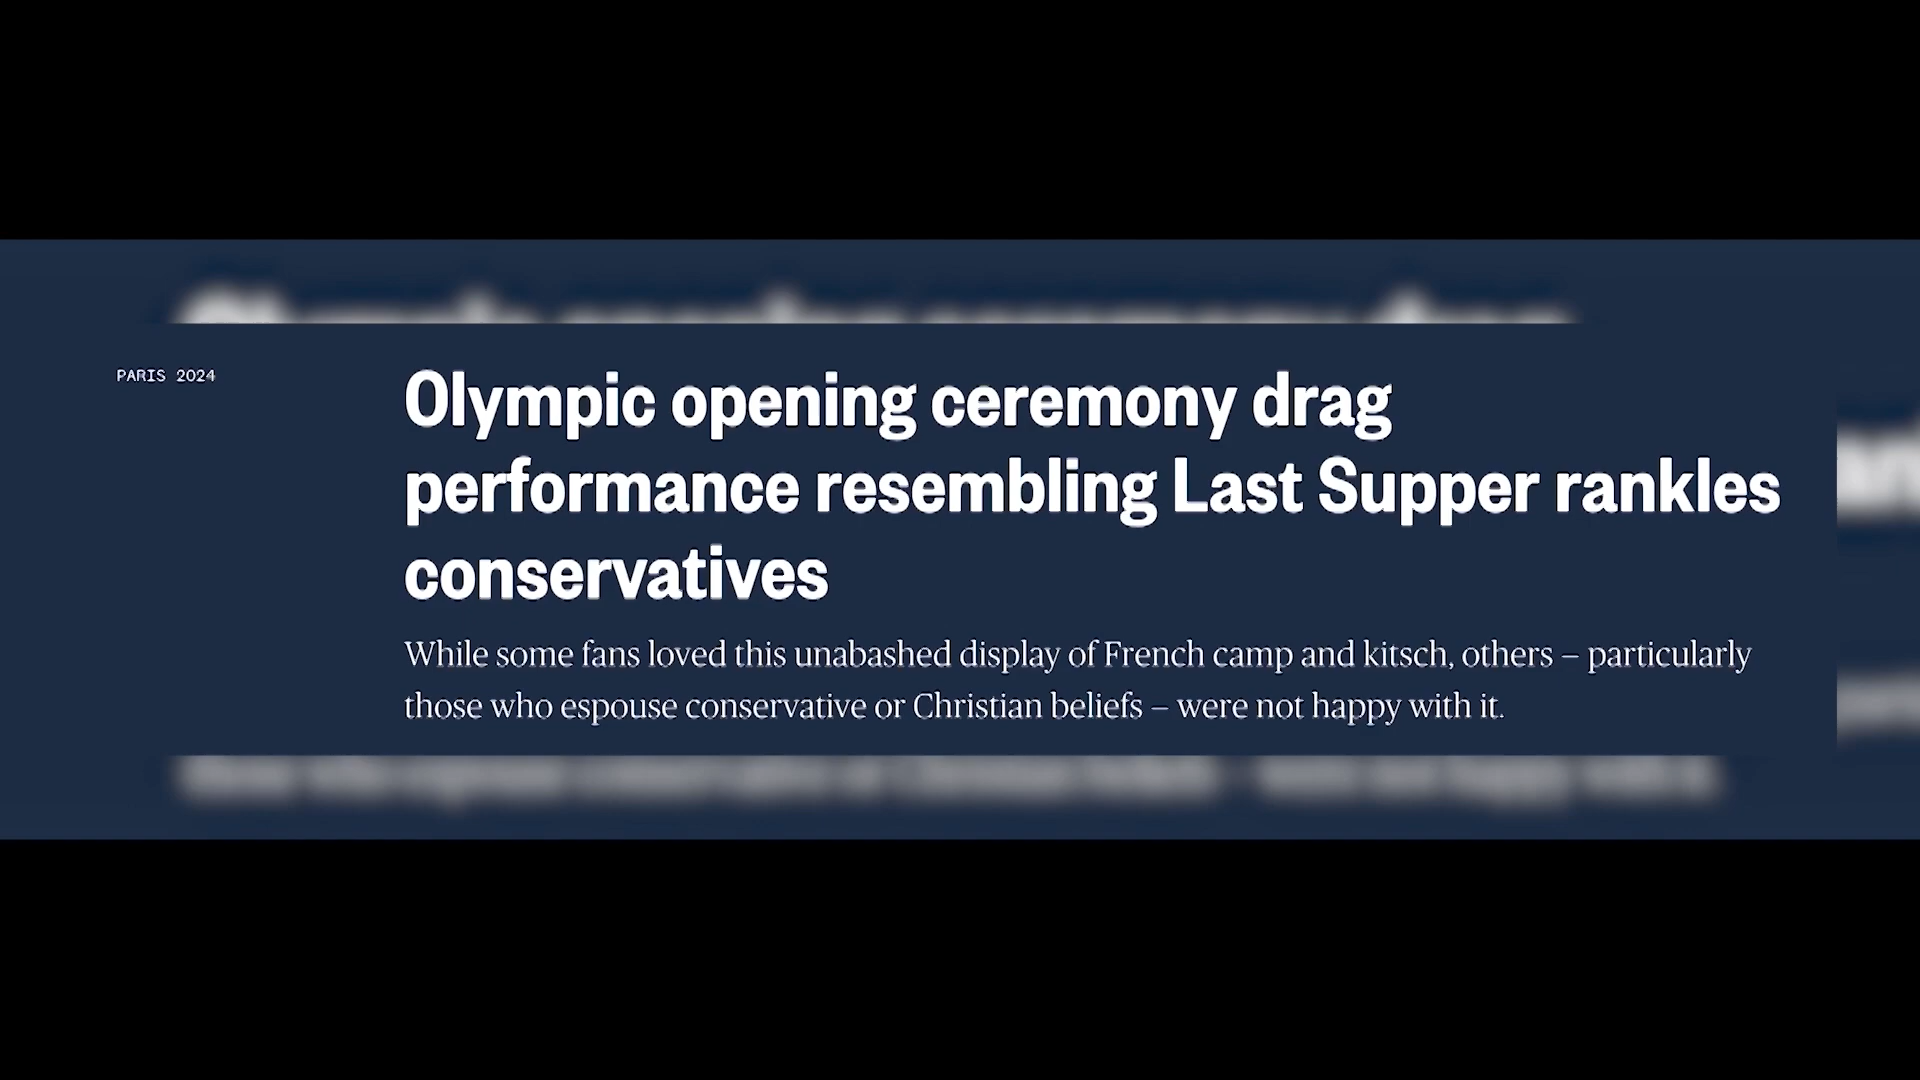 PARIS 2024
Olympic opening ceremony drag
performance resembling Last Supper rankles
conservatives
While some fans loved this unabashed display of French camp and kitsch, others – particularly
those who espouse conservative or Christian beliefs – were not happy with it.